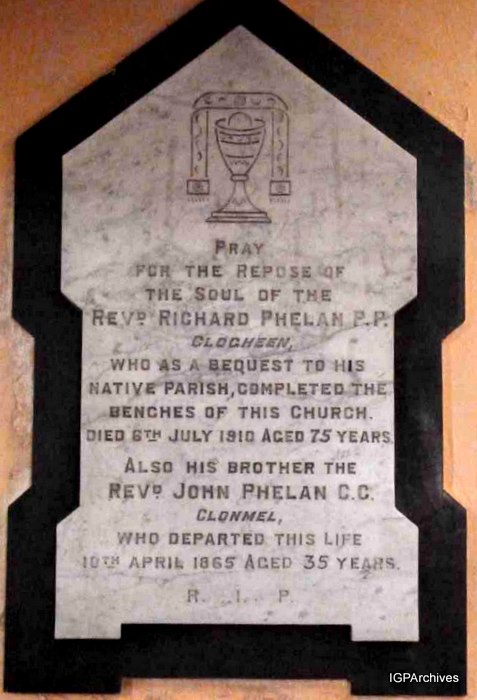 PRAY
FOR THE REPOSE OF
THE SOUL OF THE
REVD RICHARD PHELAN P.P.
CLOGHEEN,
WHO AS A BEQUEST TO HIS
NATIVE PARISH, COMPLETED THE
BENCHES OF THIS CHURCH.
DIED 6TH JULY 1910 AGED 75 YEARS.
ALSO HIS BROTHER THE
REVD JOHN PHELAN C.C.
CLONMEL,
WHO DEPARTED THIS LIFE
10TH APRIL 1865 AGED 35 YEARS.
R. I. P.
IGPArchives